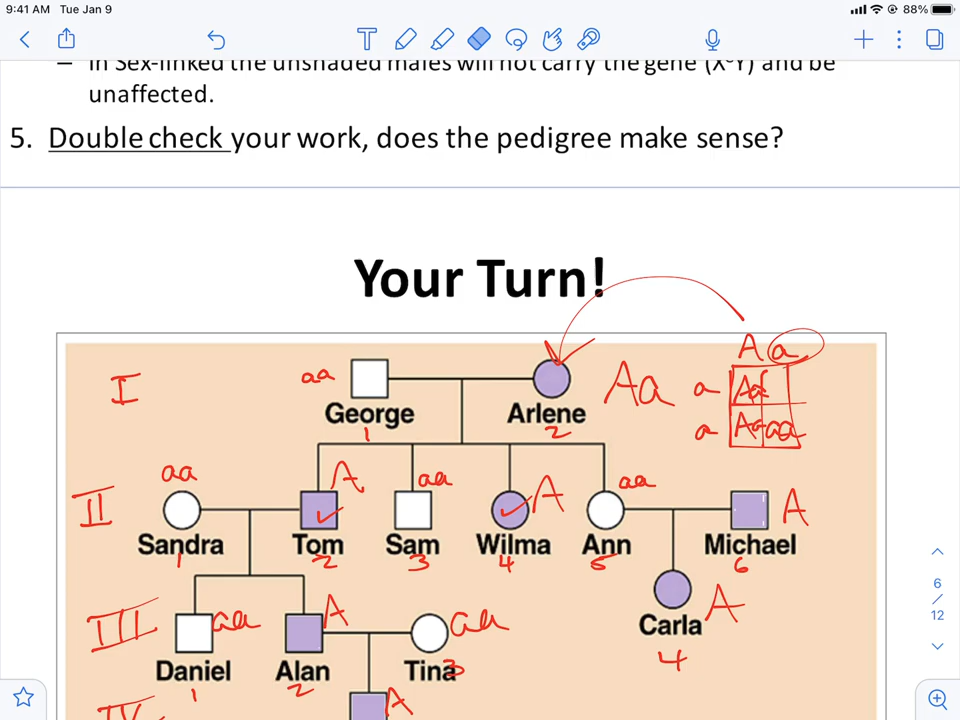 9:41 AM Tue Jan 9 88%
T
– In Sex-linked the unshaded males will not carry the gene (X Y) and be
unaffected.
5. Double check your work, does the pedigree make sense?
Your Turn!
A a
I aa Aa a Aa
George Arlene a Aa aa
1 2
aa A aa A aa A
II
Sandra Tom Sam Wilma Ann Michael
1 2 3 4 5 6
III aa A aa A
Carla
4
Daniel Alan Tina
1 2 3
A
6
/
12